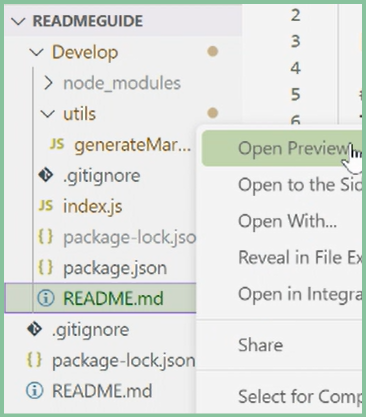 READMEGUIDE
Develop
node_modules
utils
JS generateMar...
.gitignore
JS index.js
{} package-lock.jso
{} package.json
README.md
.gitignore
{} package-lock.json
README.md
2
3
4
5
6
Open Preview
Open to the Sid
Open With...
Reveal in File Ex
Open in Integra
Share
Select for Comp